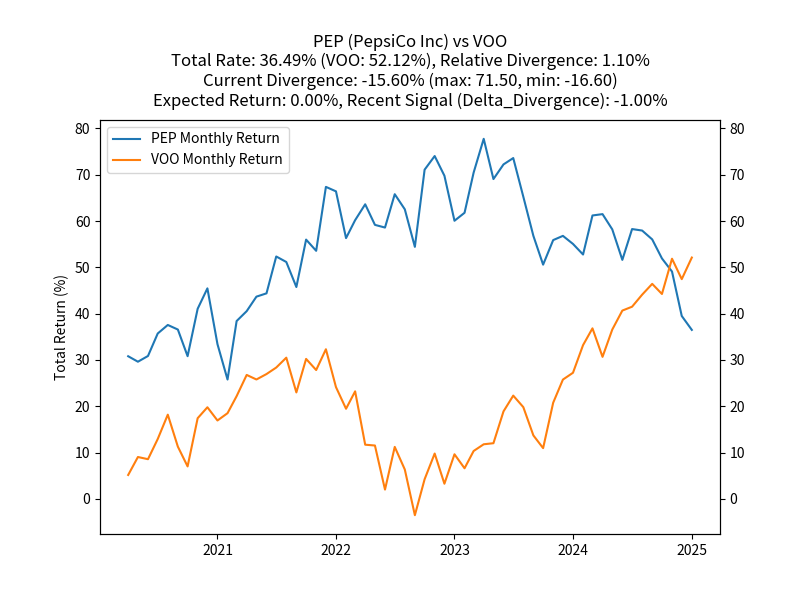 PEP (PepsiCo Inc) vs VOO
Total Rate: 36.49% (VOO: 52.12%), Relative Divergence: 1.10%
Current Divergence: -15.60% (max: 71.50, min: -16.60)
Expected Return: 0.00%, Recent Signal (Delta_Divergence): -1.00%
PEP Monthly Return
VOO Monthly Return
Total Return (%)
80 80
70 70
60 60
50 50
40 40
30 30
20 20
10 10
0 0
2021 2022 2023 2024 2025